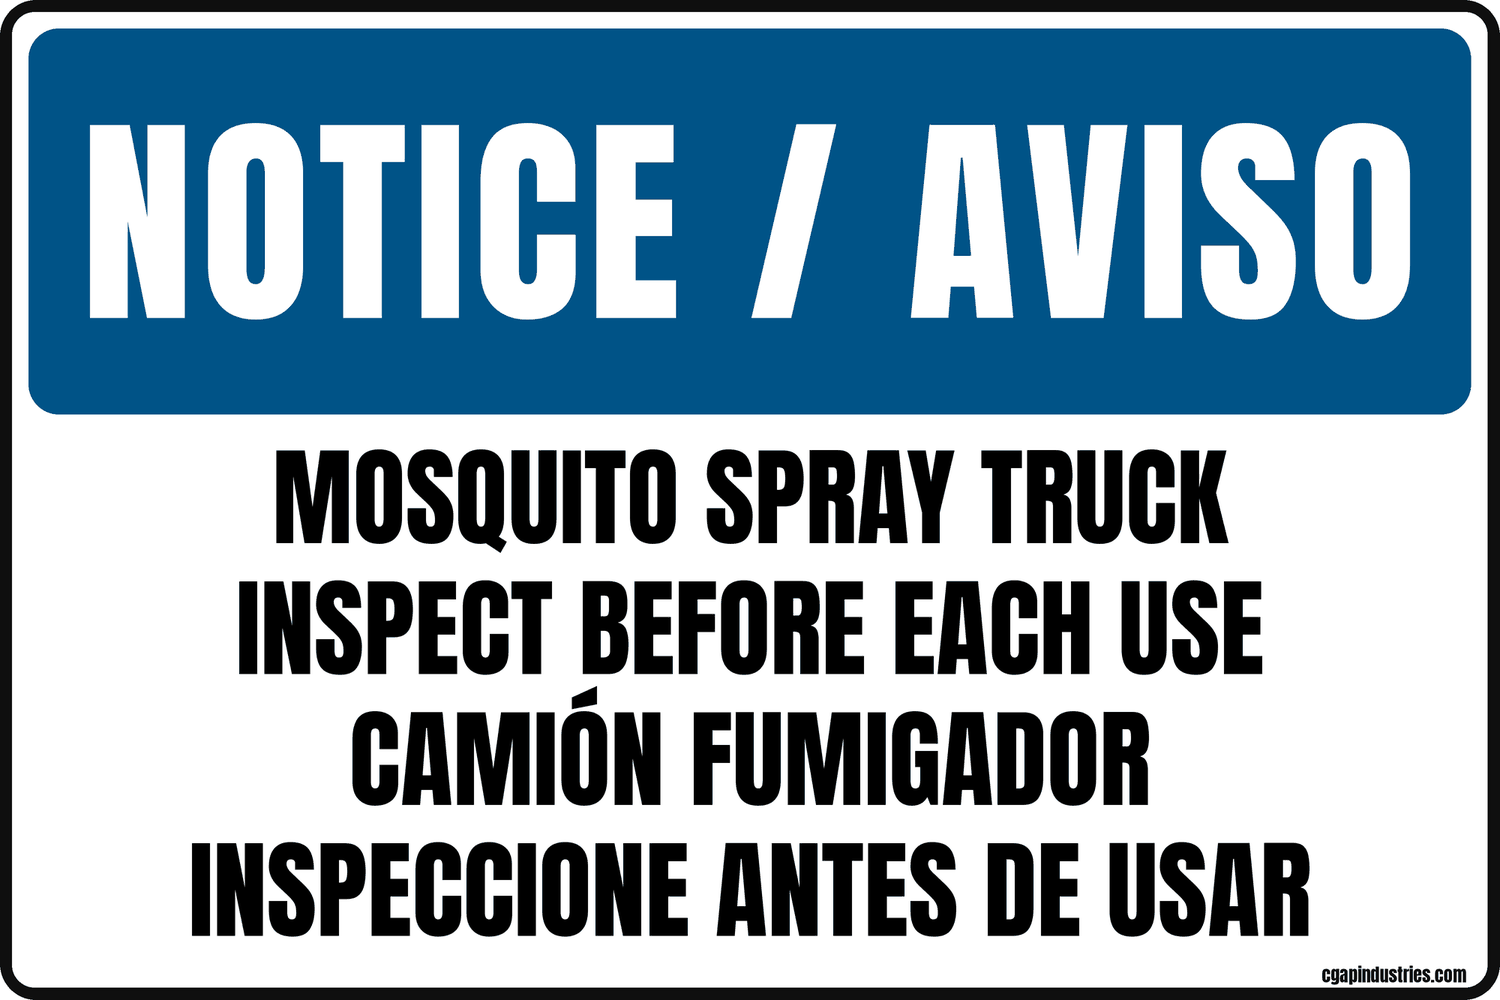 NOTICE / AVISO
MOSQUITO SPRAY TRUCK
INSPECT BEFORE EACH USE
CAMIÓN FUMIGADOR
INSPECCIONE ANTES DE USAR
cgapindustries.com